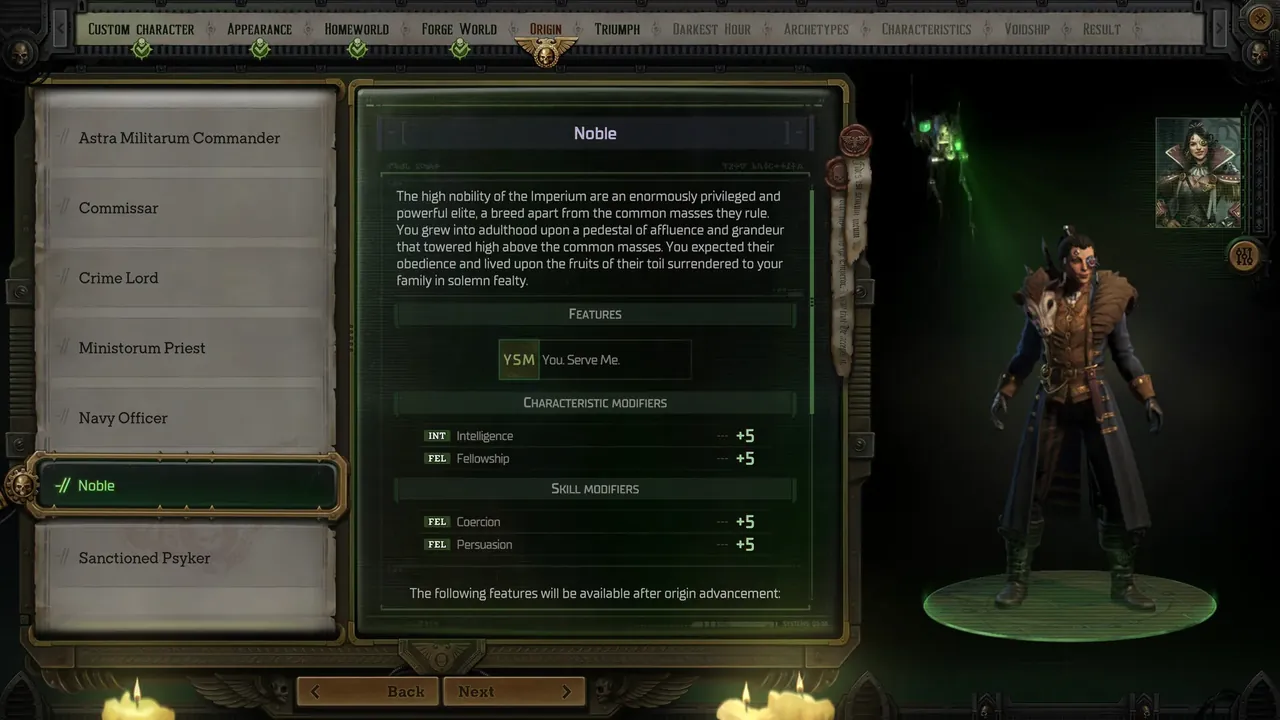 CUSTOM CHARACTER
APPEARANCE
HOMEWORLD
FORGE WORLD
ORIGIN
TRIUMPH
DARKEST HOUR
ARCHETYPES
CHARACTERISTICS
VOIDSHIP
RESULT
Astra Militarum Commander
Commissar
Crime Lord
Ministorum Priest
Navy Officer
Noble
Sanctioned Psyker
Noble
The high nobility of the Imperium are an enormously privileged and
powerful elite, a breed apart from the common masses they rule.
You grew into adulthood upon a pedestal of affluence and grandeur
that towered high above the common masses. You expected their
obedience and lived upon the fruits of their toil surrendered to your
family in solemn fealty.
FEATURES
YSM You. Serve Me.
CHARACTERISTIC MODIFIERS
INT Intelligence --- +5
FEL Fellowship --- +5
SKILL MODIFIERS
FEL Coercion --- +5
FEL Persuasion --- +5
The following features will be available after origin advancement:
Back
Next